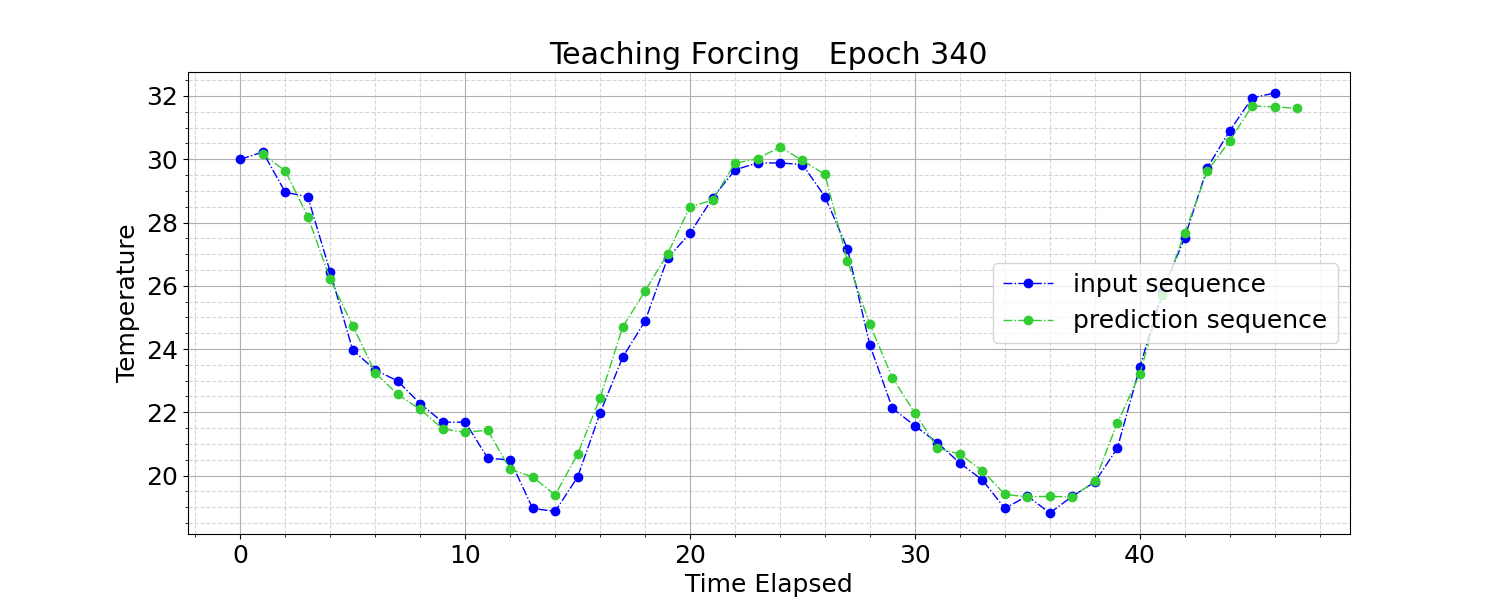 Teaching Forcing   Epoch 340
32
30
28
26
24
22
20
Temperature
input sequence
prediction sequence
0 10 20 30 40
Time Elapsed